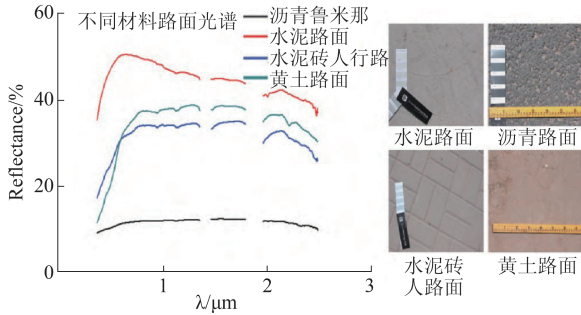 不同材料路面光谱
沥青鲁米那
水泥路面
水泥砖人行路
黄土路面
Reflectance/%
60
40
20
0
0
1
2
3
λ/μm
水泥路面
沥青路面
水泥砖
人路面
黄土路面